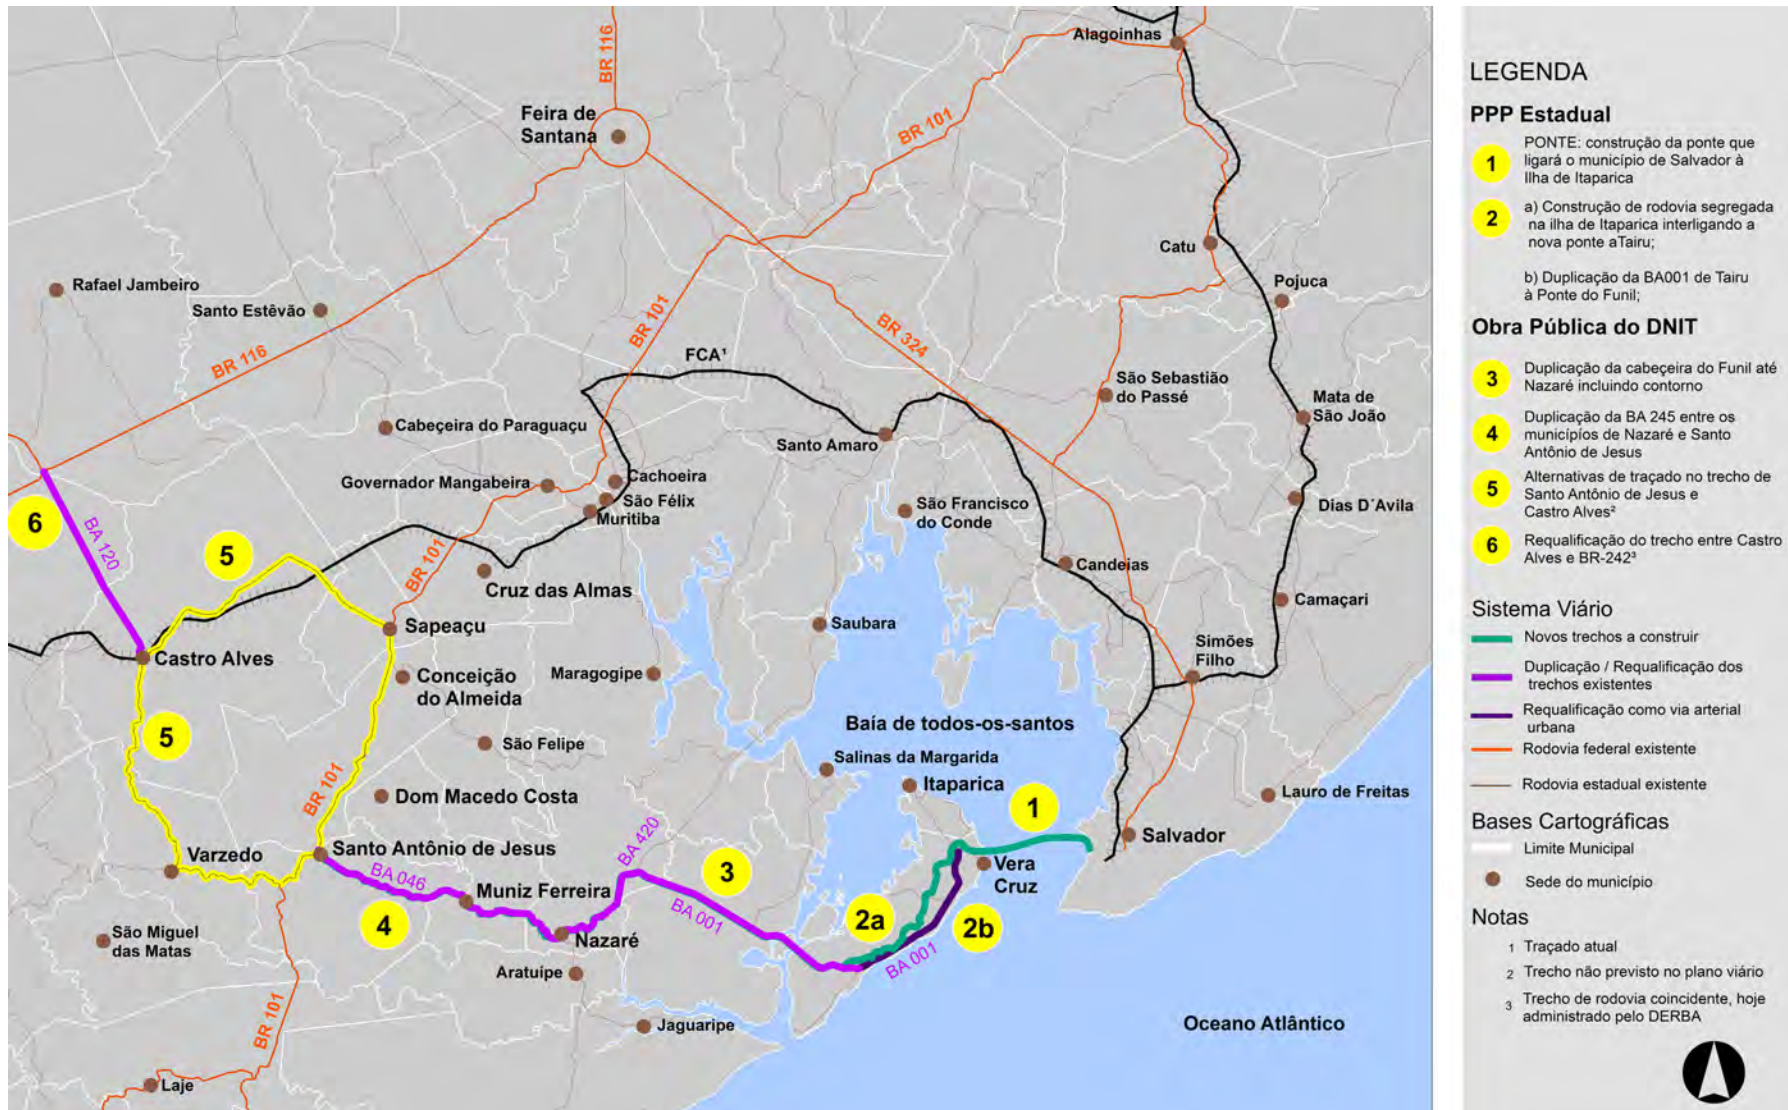 Alagoinhas
BR 116
Feira de
Santana
BR 101
Catu
Pojuca
Rafael Jambeiro
Santo Estêvão
BR 101
BR 324
BR 116
FCA¹
São Sebastião
do Passé
Mata de
São João
Cabeçeira do Paraguaçu
Santo Amaro
Cachoeira
Governador Mangabeira
São Félix
Muritiba
São Francisco
do Conde
Dias D´Avila
6
BA 120
5
BR 101
Cruz das Almas
Candeias
Camaçari
Sapeaçu
Saubara
Castro Alves
Simões
Filho
Conceição
do Almeida
Maragogipe
5
Baía de todos-os-santos
São Felipe
Salinas da Margarida
Itaparica
BR 101
Dom Macedo Costa
1
Lauro de Freitas
Salvador
Varzedo
Santo Antônio de Jesus
BA 420
3
Vera
Cruz
BA 046
Muniz Ferreira
BA 001
4
2a
2b
Nazaré
São Miguel
das Matas
BA 001
Aratuípe
BR 101
Jaguaripe
Oceano Atlântico
Laje
LEGENDA
PPP Estadual
1
PONTE: construção da ponte que
ligará o município de Salvador à
Ilha de Itaparica
2
a) Construção de rodovia segregada
na ilha de Itaparica interligando a
nova ponte aTairu;
b) Duplicação da BA001 de Tairu
à Ponte do Funil;
Obra Pública do DNIT
3
Duplicação da cabeçeira do Funil até
Nazaré incluindo contorno
4
Duplicação da BA 245 entre os
municípíos de Nazaré e Santo
Antônio de Jesus
5
Alternativas de traçado no trecho de
Santo Antônio de Jesus e
Castro Alves²
6
Requalificação do trecho entre Castro
Alves e BR-242³
Sistema Viário
Novos trechos a construir
Duplicação / Requalificação dos
trechos existentes
Requalificação como via arterial
urbana
Rodovia federal existente
Rodovia estadual existente
Bases Cartográficas
Limite Municipal
Sede do município
Notas
1 Traçado atual
2 Trecho não previsto no plano viário
3 Trecho de rodovia coincidente, hoje
administrado pelo DERBA